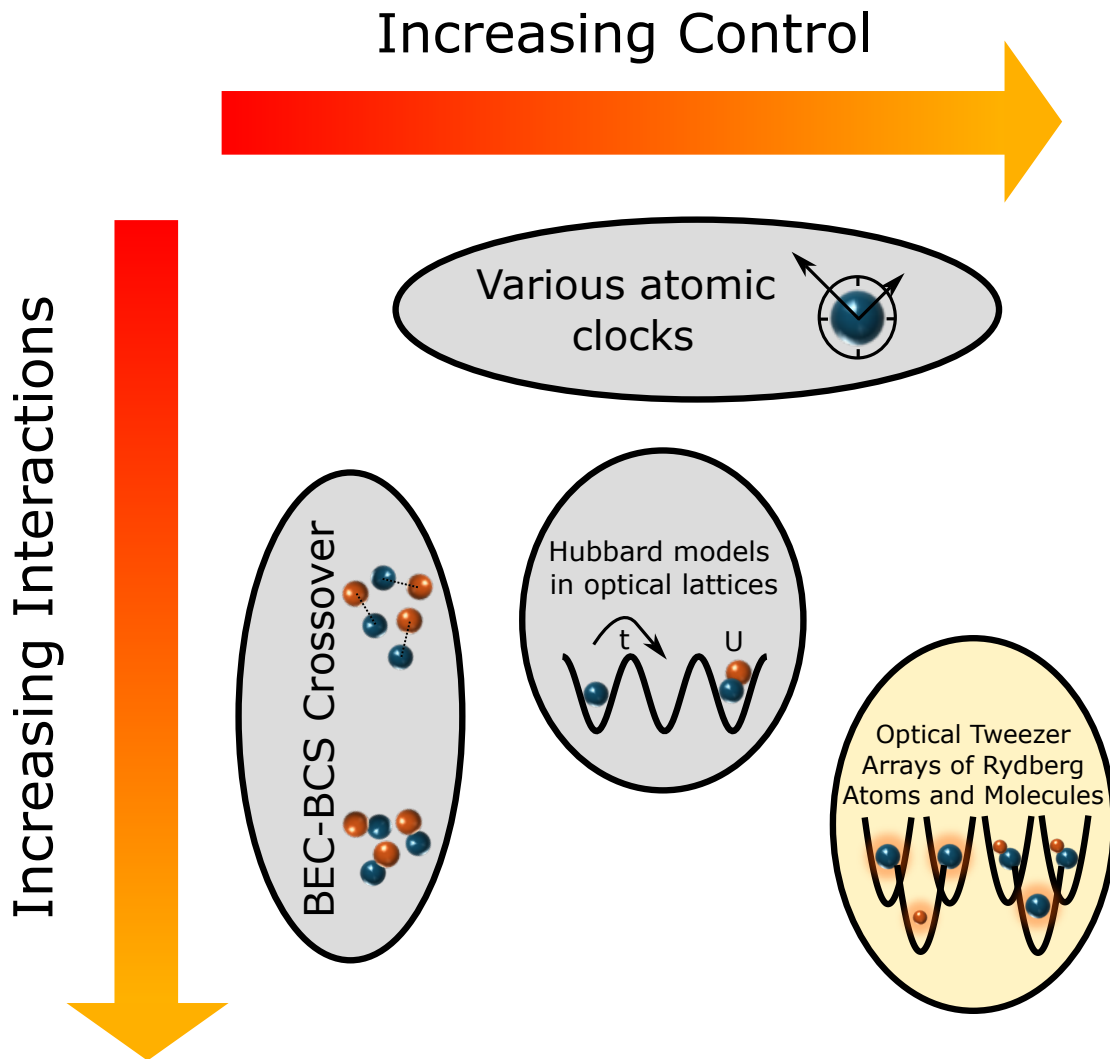 Increasing Control
Increasing Interactions
Various atomic
clocks
BEC-BCS Crossover
Hubbard models
in optical lattices
t
U
Optical Tweezer
Arrays of Rydberg
Atoms and Molecules